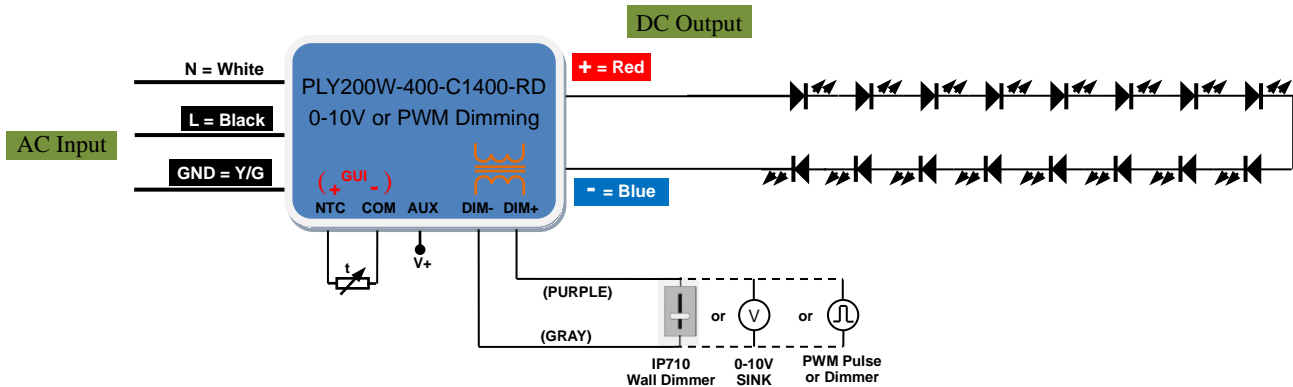 DC Output
N = White
+ = Red
PLY200W-400-C1400-RD
0-10V or PWM Dimming
L = Black
AC Input
GND = Y/G
(+ GUI -)
- = Blue
NTC COM AUX DIM- DIM+
t
V+
(PURPLE)
or V or
(GRAY)
IP710
Wall Dimmer
0-10V
SINK
PWM Pulse
or Dimmer